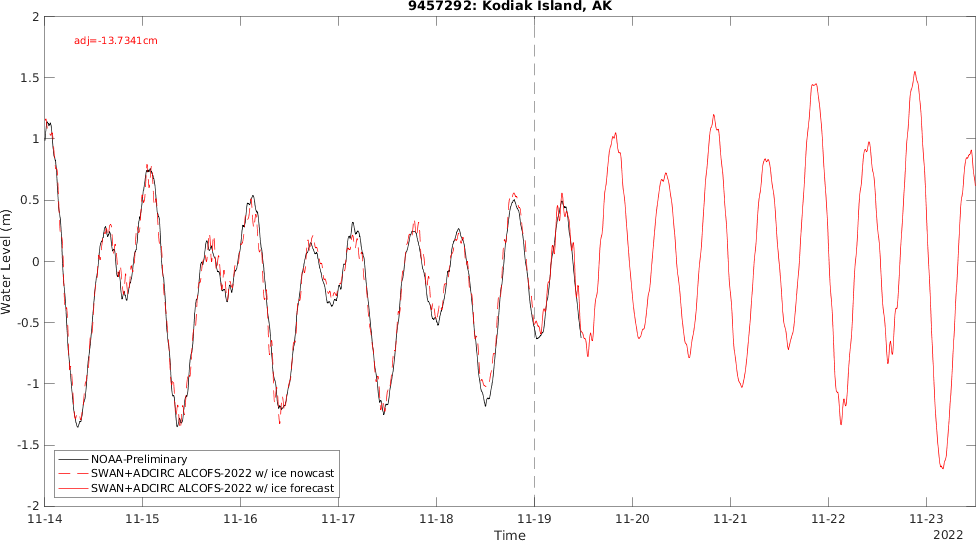 9457292: Kodiak Island, AK
adj=-13.7341cm
2
1.5
1
0.5
0
-0.5
-1
-1.5
-2
Water Level (m)
NOAA-Preliminary
SWAN+ADCIRC ALCOFS-2022 w/ ice nowcast
SWAN+ADCIRC ALCOFS-2022 w/ ice forecast
11-14 11-15 11-16 11-17 11-18 11-19 11-20 11-21 11-22 11-23
Time
2022